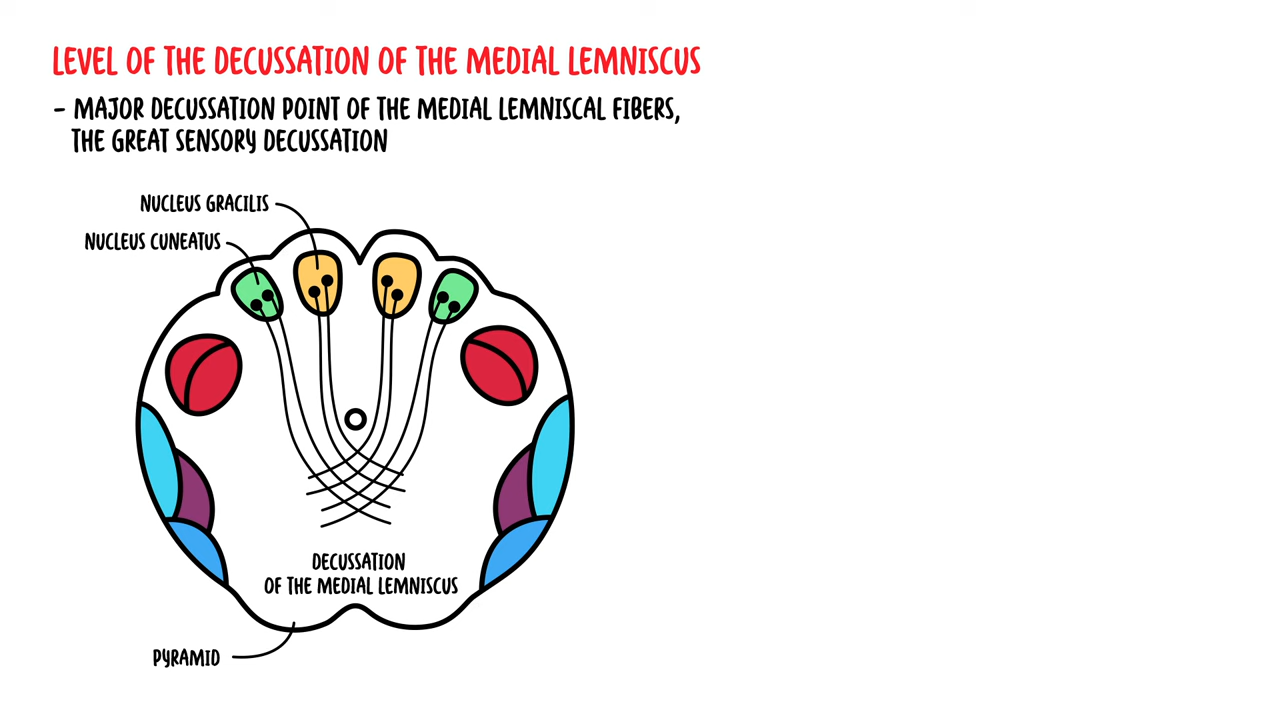 LEVEL OF THE DECUSSATION OF THE MEDIAL LEMNISCUS
- MAJOR DECUSSATION POINT OF THE MEDIAL LEMNISCAL FIBERS,
THE GREAT SENSORY DECUSSATION
NUCLEUS GRACILIS
NUCLEUS CUNEATUS
DECUSSATION
OF THE MEDIAL LEMNISCUS
PYRAMID